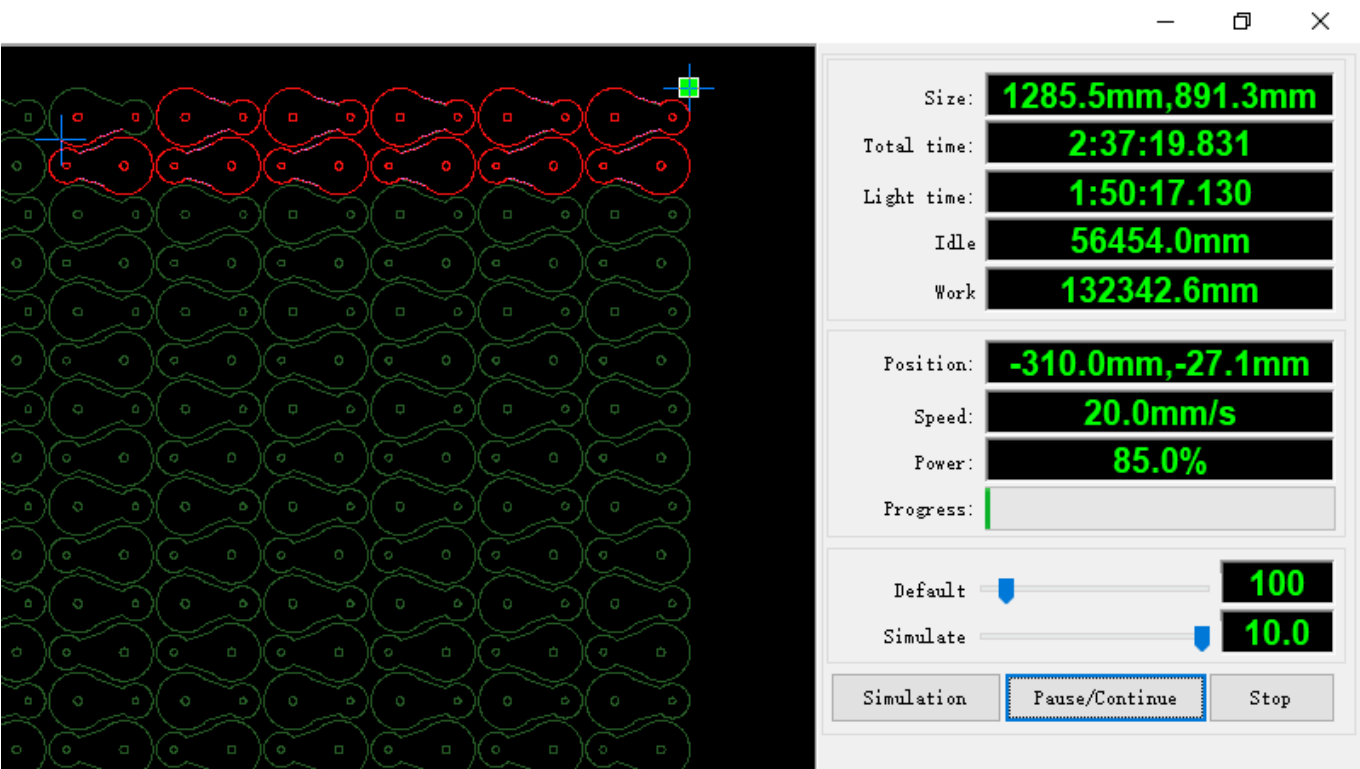 Size: 1285.5mm,891.3mm
Total time: 2:37:19.831
Light time: 1:50:17.130
Idle 56454.0mm
Work 132342.6mm
Position: -310.0mm,-27.1mm
Speed: 20.0mm/s
Power: 85.0%
Progress:
Default 100
Simulate 10.0
Simulation Pause/Continue Stop